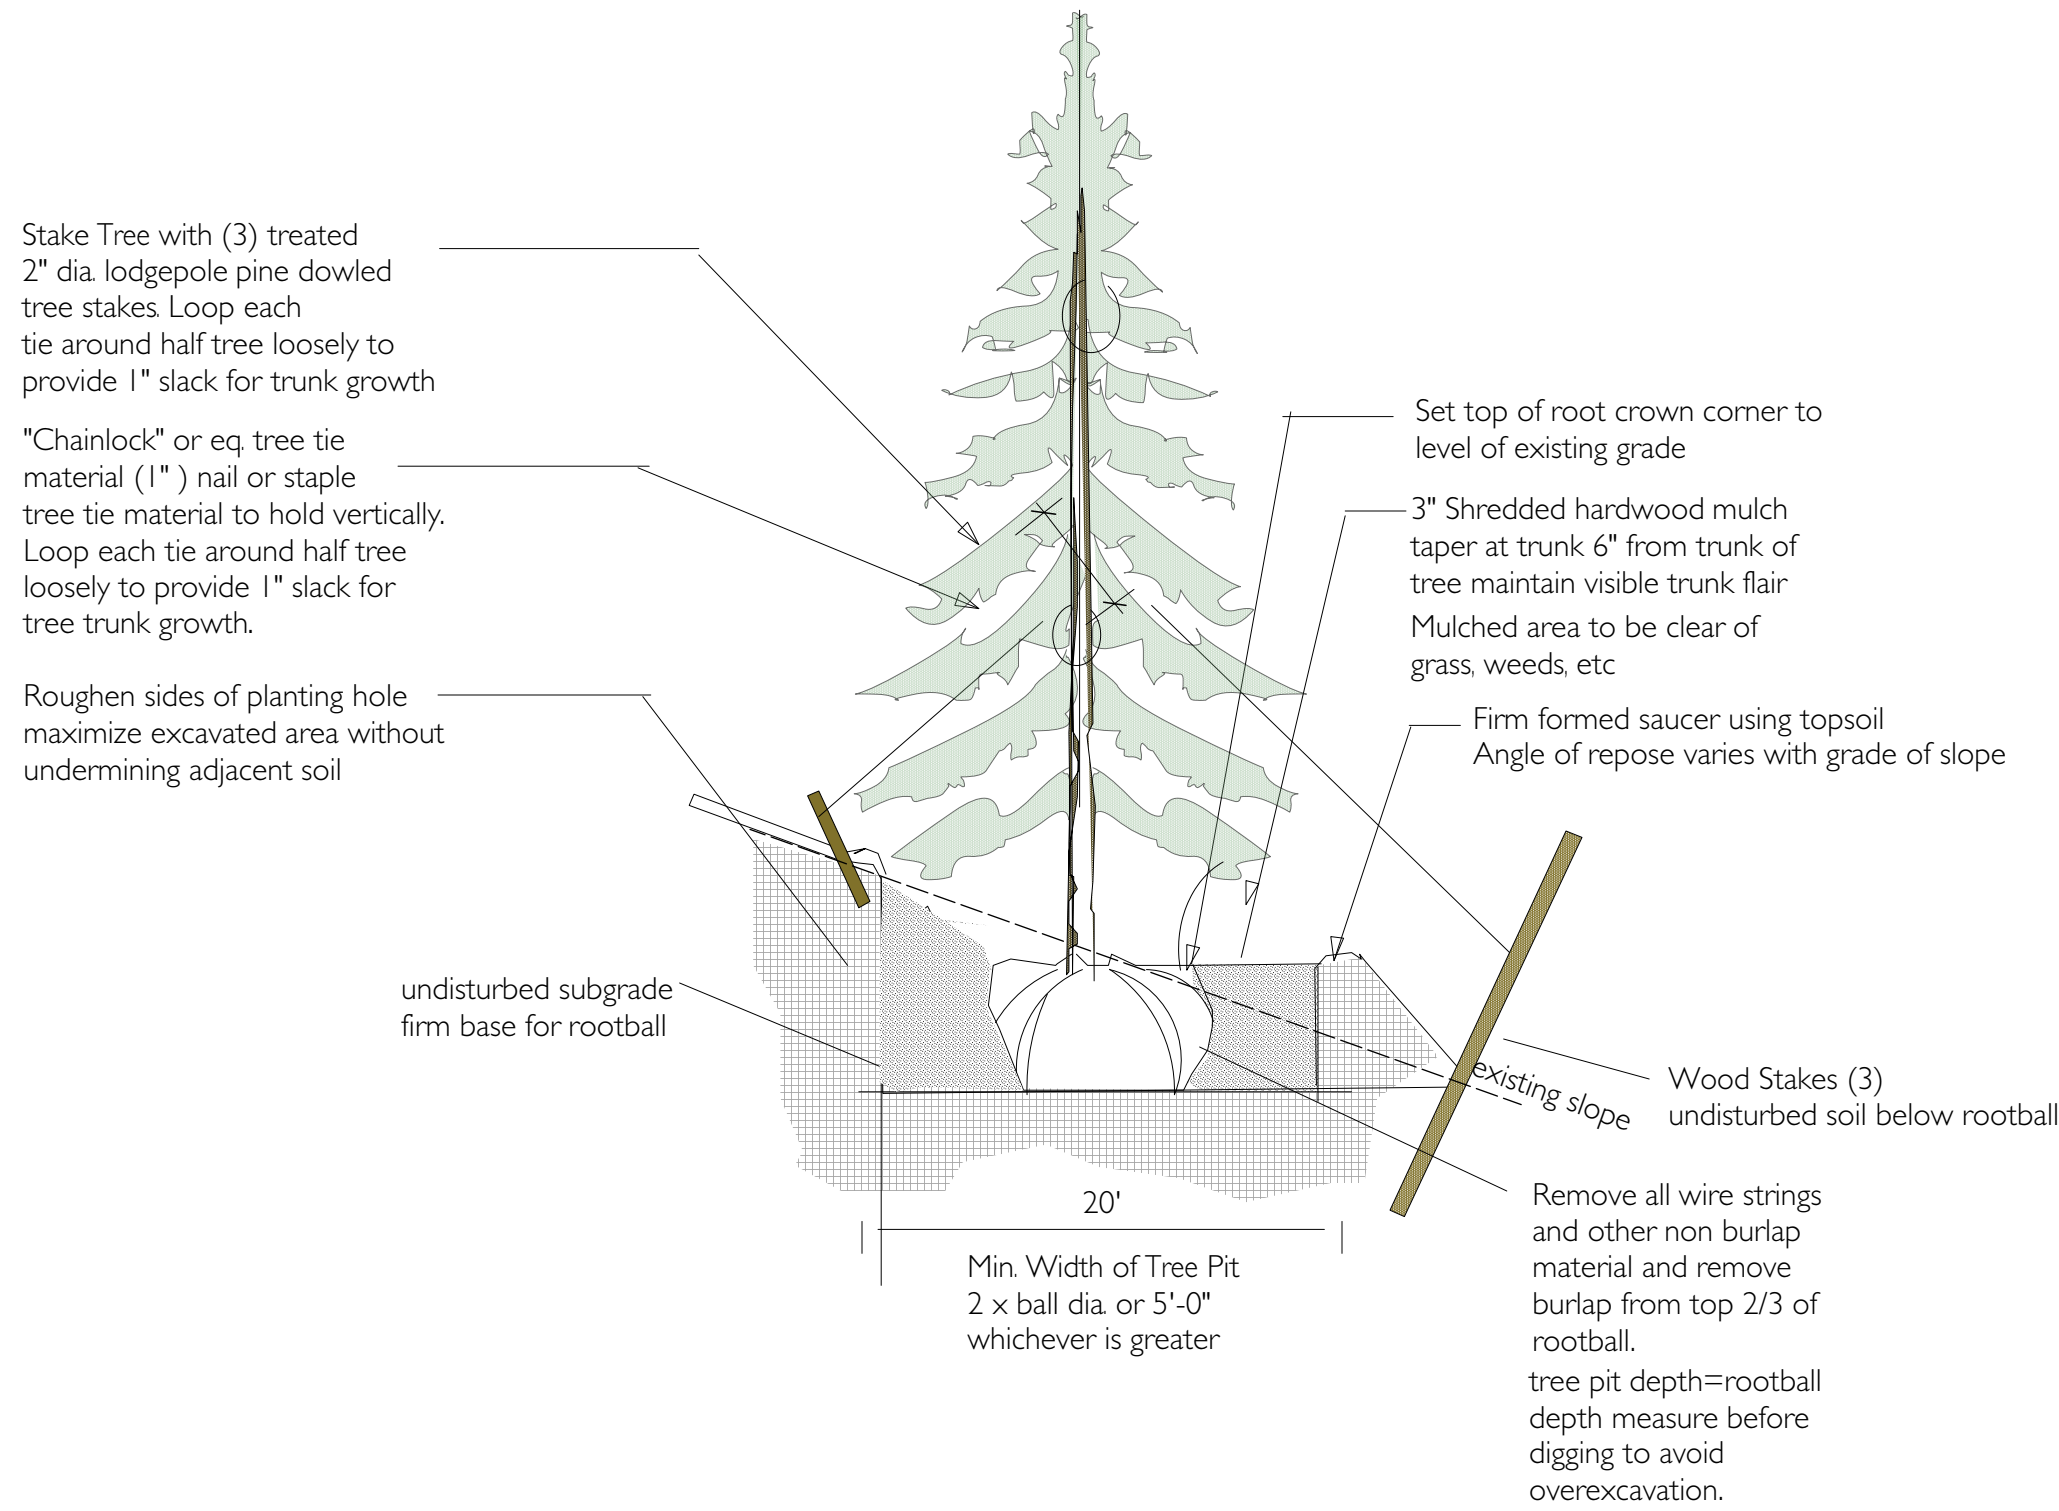 Stake Tree with (3) treated
2" dia. lodgepole pine dowled
tree stakes. Loop each
tie around half tree loosely to
provide 1" slack for trunk growth
"Chainlock" or eq. tree tie
material (1" ) nail or staple
tree tie material to hold vertically.
Loop each tie around half tree
loosely to provide 1" slack for
tree trunk growth.
Roughen sides of planting hole
maximize excavated area without
undermining adjacent soil
undisturbed subgrade
firm base for rootball
Set top of root crown corner to
level of existing grade
3" Shredded hardwood mulch
taper at trunk 6" from trunk of
tree maintain visible trunk flair
Mulched area to be clear of
grass, weeds, etc
Firm formed saucer using topsoil
Angle of repose varies with grade of slope
existing slope
Wood Stakes (3)
undisturbed soil below rootball
20'
Min. Width of Tree Pit
2 x ball dia. or 5'-0"
whichever is greater
Remove all wire strings
and other non burlap
material and remove
burlap from top 2/3 of
rootball.
tree pit depth=rootball
depth measure before
digging to avoid
overexcavation.